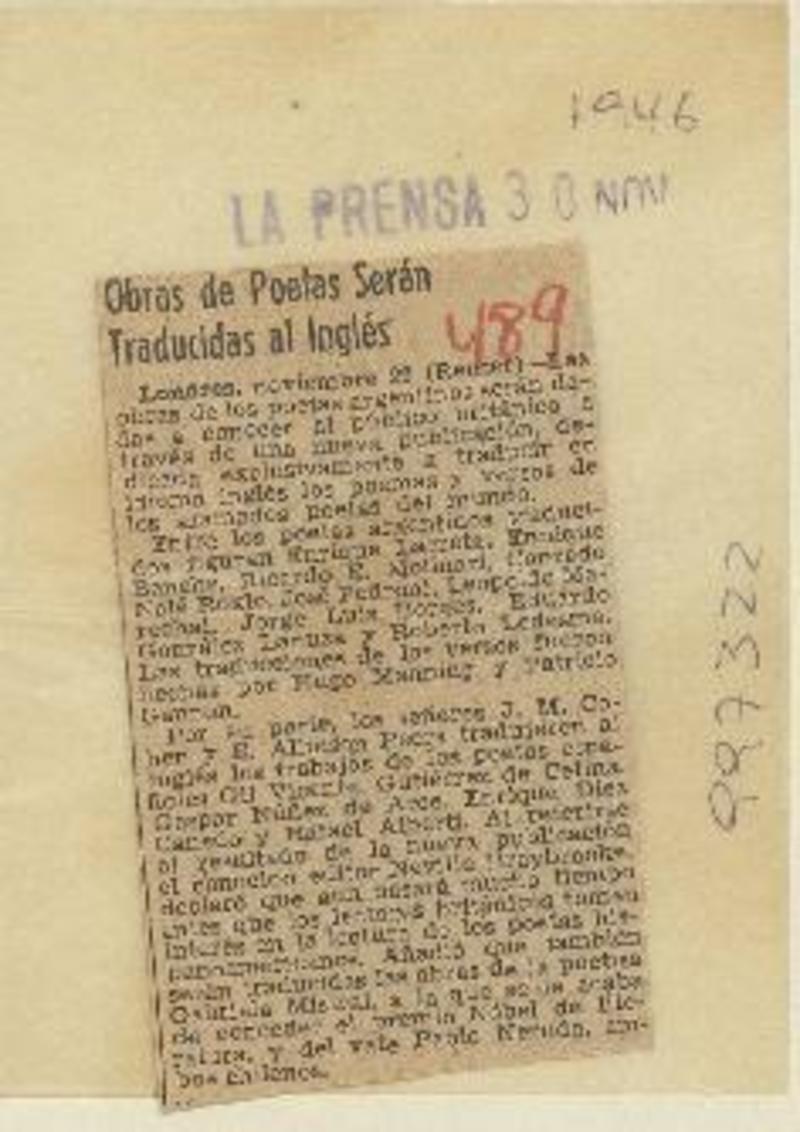 1946
LA PRENSA 30 NOV
Obras de Poetas Serán
Traducidas al Inglés
489
Londres, noviembre 22 (Reuter)—Las
obras de los poetas argentinos serán da-
das a conocer al público británico a
través de una nueva publicación, de-
dicada exclusivamente a traducir en
idioma inglés los poemas y versos de
los afamados poetas del mundo.
Entre los poetas argentinos traduci-
dos figuran Enrique Larreta, Enrique
Banchs, Ricardo E. Molinari, Conrado
Nalé Roxlo, José Pedroni, Leopoldo Ma-
rechal, Jorge Luis Borges, Eduardo
González Lanuza y Roberto Ledesma.
Las traducciones de los versos fueron
hechas por Hugo Manning y Patricio
Gannon.
Por su parte, los señores J. M. Co-
hen y E. Allison Peers tradujeron al
inglés los trabajos de los poetas espa-
ñoles Gil Vicente, Gutiérrez de Cetina,
Gaspar Núñez de Arce, Enrique Díez
Canedo y Rafael Alberti. Al referirse
al resultado de la nueva publicación
el conocido editor Neville Braybrooke,
declaró que aún pasará mucho tiempo
antes que los lectores británicos tomen
interés en la lectura de los poetas his-
panoamericanos. Añadió que también
serán traducidas las obras de la poetisa
Gabriela Mistral, a la que se le acaba
de conceder el premio Nóbel de Lite-
ratura, y del vate Pablo Neruda, am-
bos chilenos.
997322